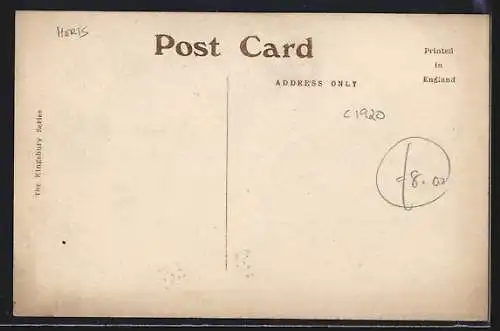 HERTS
Post Card
Printed
in
England
ADDRESS ONLY
C1920
8.00
The Kingsbury Series